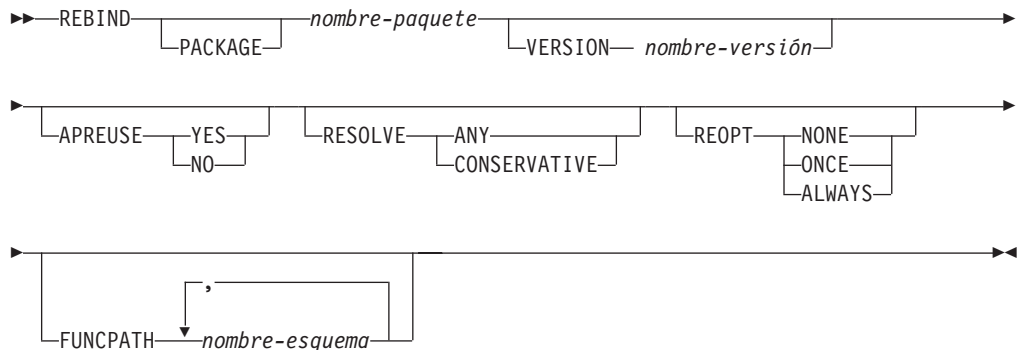 REBIND nombre-paquete
PACKAGE VERSION nombre-versión
APREUSE YES RESOLVE ANY REOPT NONE
NO CONSERVATIVE ONCE
ALWAYS
,
FUNCPATH nombre-esquema